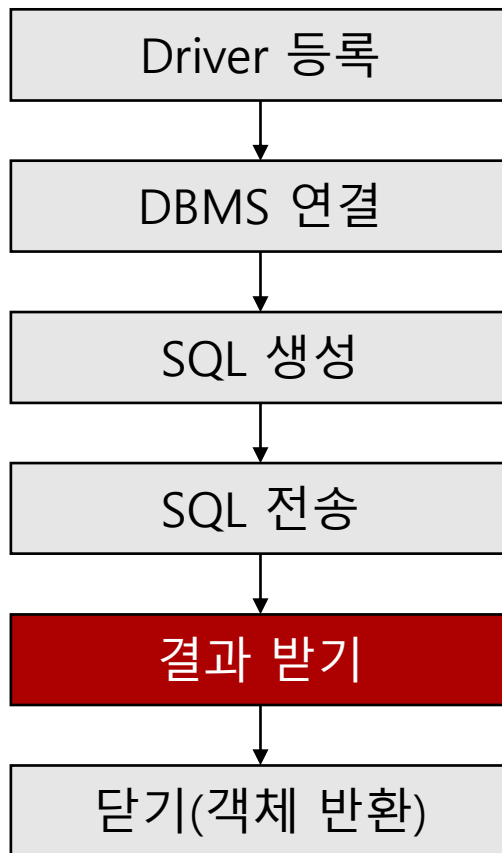 Driver 등록
DBMS 연결
SQL 생성
SQL 전송
결과 받기
닫기(객체 반환)